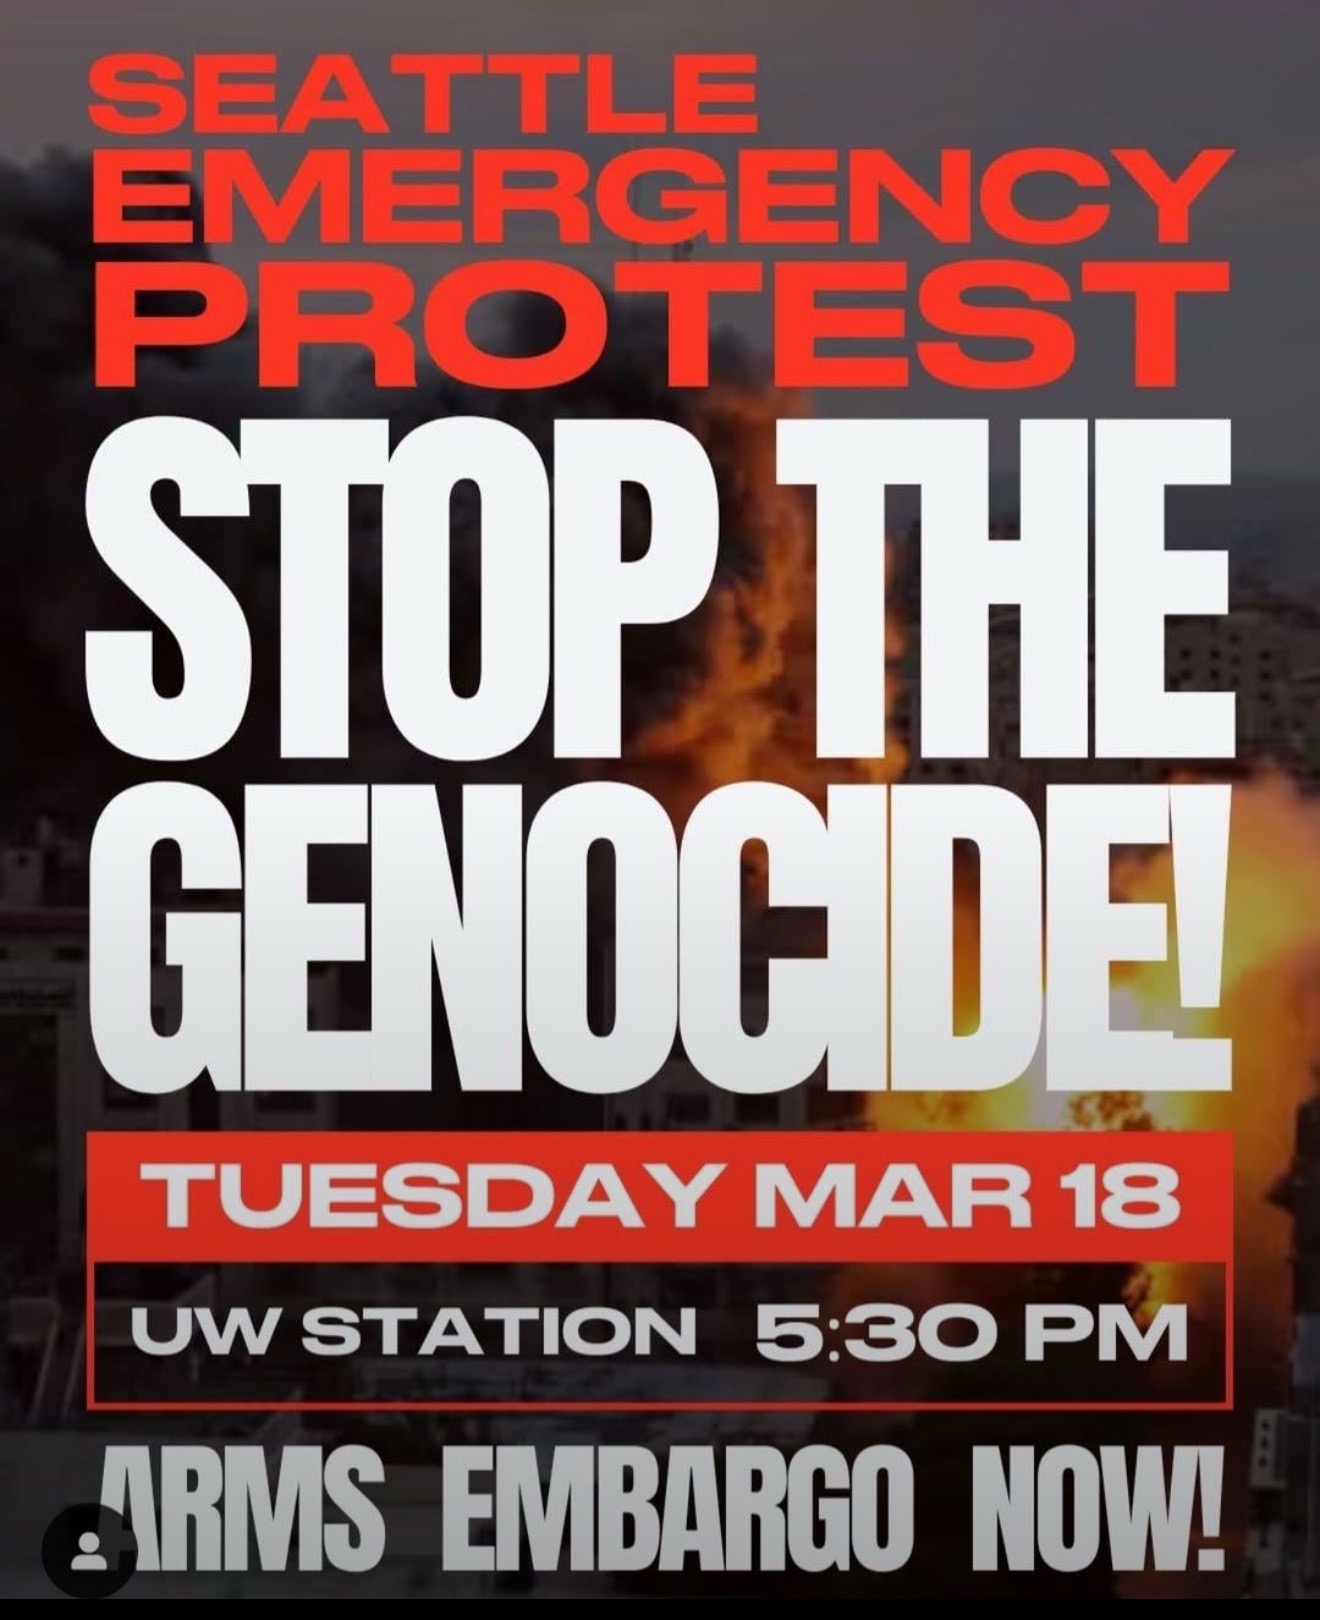 SEATTLE
EMERGENCY
PROTEST
STOP THE
GENOCIDE!
TUESDAY MAR 18
UW STATION 5:30 PM
ARMS EMBARGO NOW!